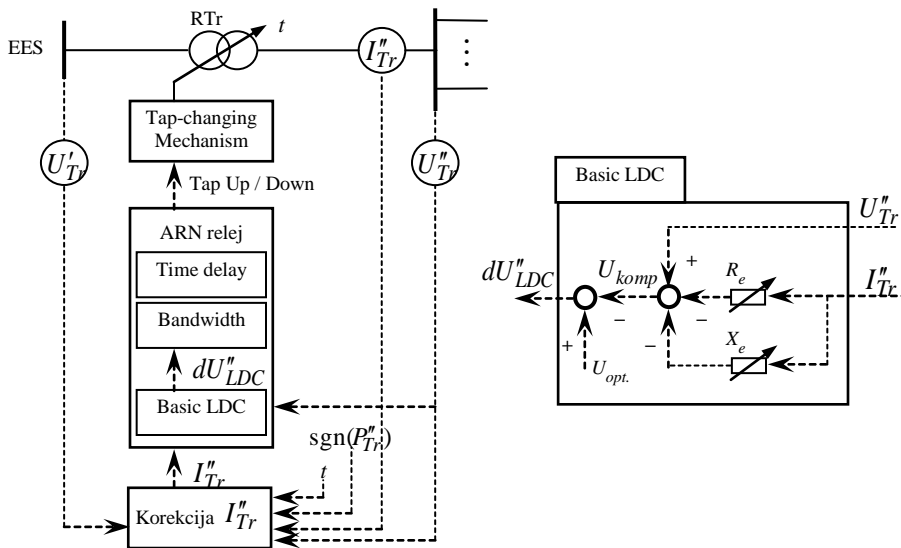 RTr
t
EES
I''Tr
⋮
Tap-changing
Mechanism
U'Tr
U''Tr
Tap Up / Down
ARN relej
Time delay
Bandwidth
dU''LDC
Basic LDC
sgn(P''Tr)
t
I''Tr
Korekcija I''Tr
Basic LDC
U''Tr
dU''LDC
Ukomp
+
Re
I''Tr
−
−
−
Xe
+
Uopt.